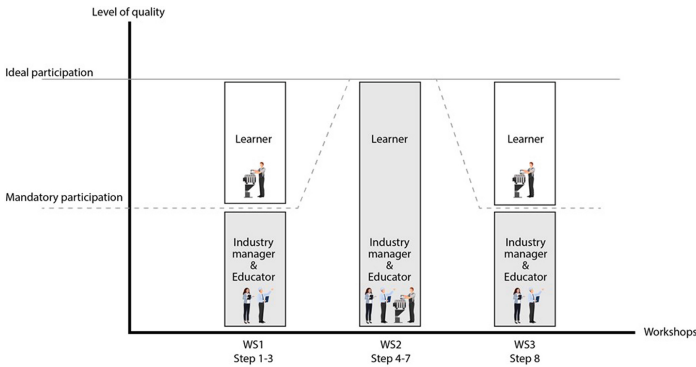 Level of quality
Ideal participation
Learner
Learner
Learner
Mandatory participation
Industry
manager
&
Educator
Industry
manager
&
Educator
Industry
manager
&
Educator
Workshops
WS1
Step 1-3
WS2
Step 4-7
WS3
Step 8